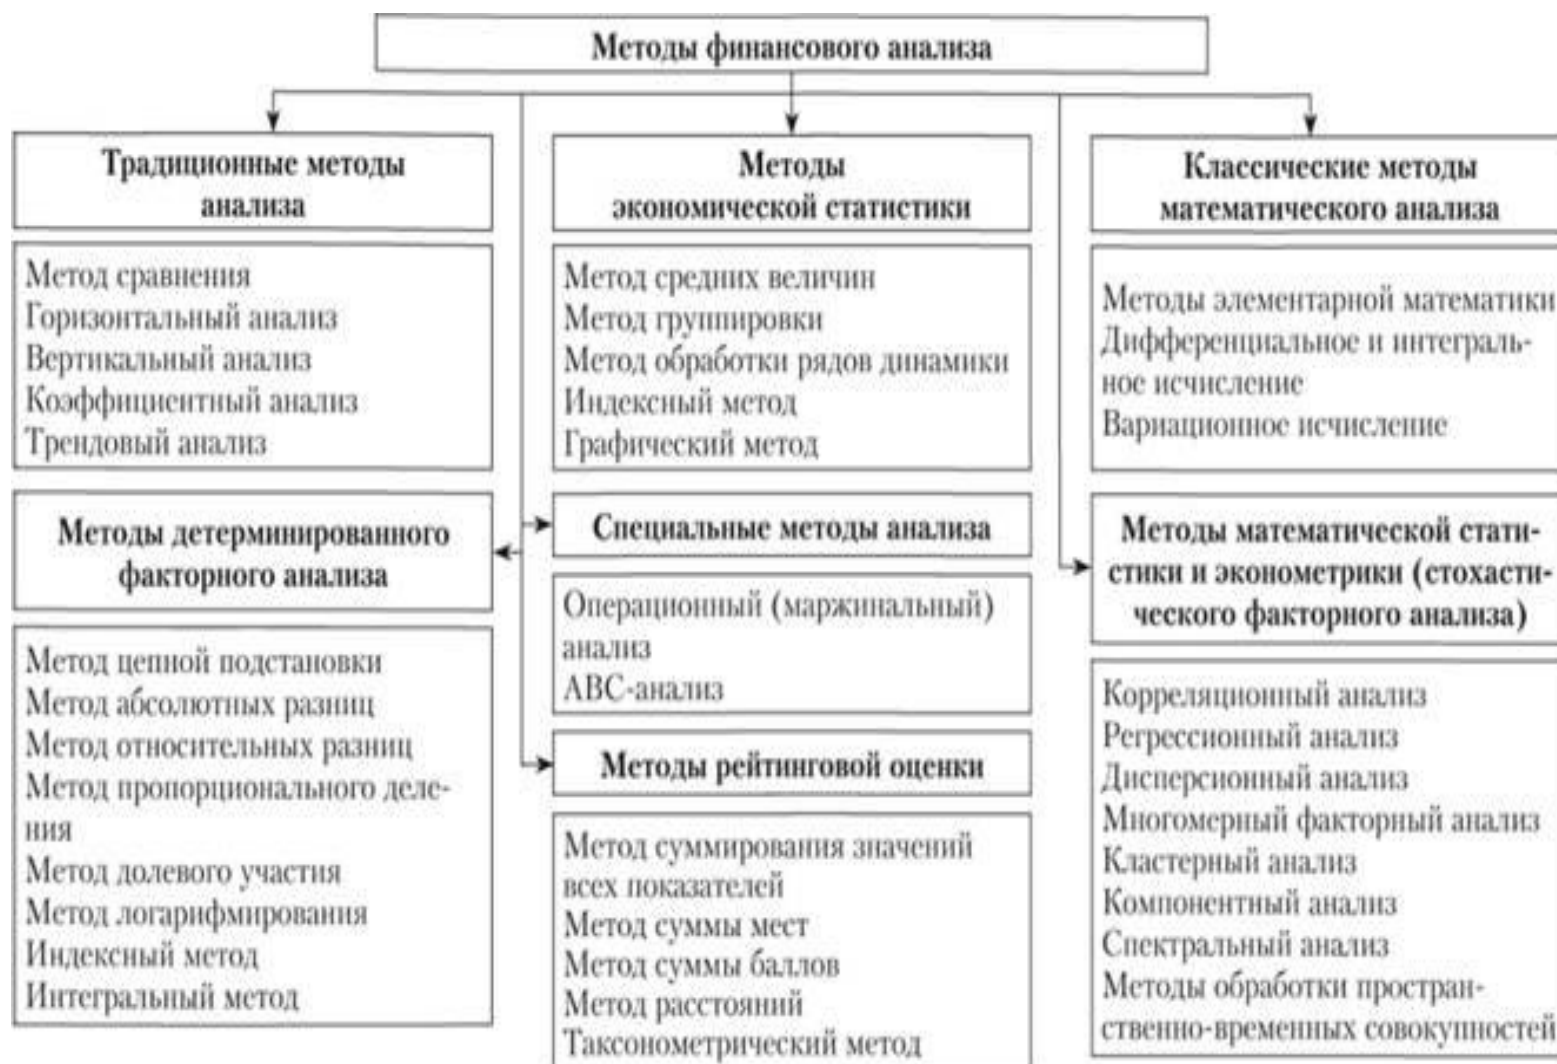 Методы финансового анализа
Традиционные методы
анализа
Метод сравнения
Горизонтальный анализ
Вертикальный анализ
Коэффициентный анализ
Трендовый анализ
Методы детерминированного
факторного анализа
Метод цепной подстановки
Метод абсолютных разниц
Метод относительных разниц
Метод пропорционального деле-
ния
Метод долевого участия
Метод логарифмирования
Индексный метод
Интегральный метод
Методы
экономической статистики
Метод средних величин
Метод группировки
Метод обработки рядов динамики
Индексный метод
Графический метод
Специальные методы анализа
Операционный (маржинальный)
анализ
АВС-анализ
Методы рейтинговой оценки
Метод суммирования значений
всех показателей
Метод суммы мест
Метод суммы баллов
Метод расстояний
Таксонометрический метод
Классические методы
математического анализа
Методы элементарной математики
Дифференциальное и интеграль-
ное исчисление
Вариационное исчисление
Методы математической стати-
стики и эконометрики (стохасти-
ческого факторного анализа)
Корреляционный анализ
Регрессионный анализ
Дисперсионный анализ
Многомерный факторный анализ
Кластерный анализ
Компонентный анализ
Спектральный анализ
Методы обработки простран-
ственно-временных совокупностей